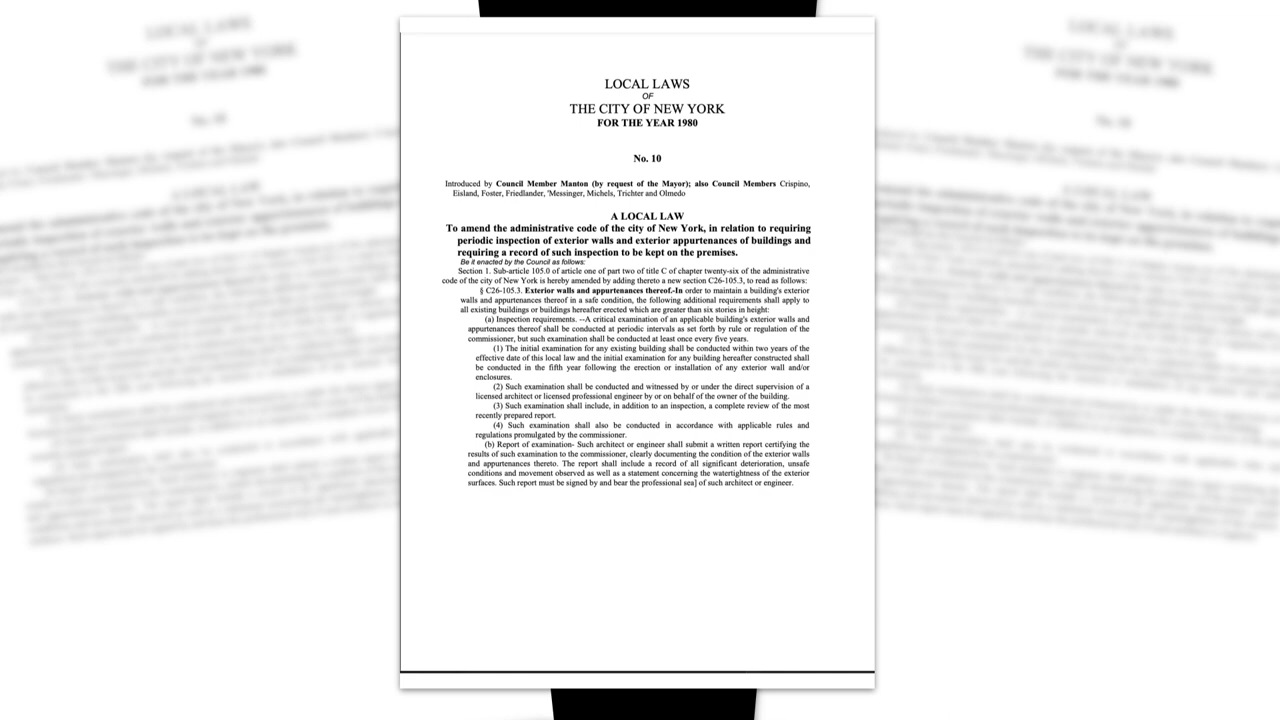 LOCAL LAWS
OF
THE CITY OF NEW YORK
FOR THE YEAR 1980
No. 10
Introduced by Council Member Manton (by request of the Mayor); also Council Members Crispino,
Eisland, Foster, Friedlander, 'Messinger, Michels, Trichter and Olmedo
A LOCAL LAW
To amend the administrative code of the city of New York, in relation to requiring
periodic inspection of exterior walls and exterior appurtenances of buildings and
requiring a record of such inspection to be kept on the premises.
Be it enacted by the Council as follows:
Section 1. Sub-article 105.0 of article one of part two of title C of chapter twenty-six of the administrative
code of the city of New York is hereby amended by adding thereto a new section C26-105.3, to read as follows:
§ C26-105.3. Exterior walls and appurtenances thereof.-In order to maintain a building's exterior
walls and appurtenances thereof in a safe condition, the following additional requirements shall apply to
all existing buildings or buildings hereafter erected which are greater than six stories in height:
(a) Inspection requirements. --A critical examination of an applicable building's exterior walls and
appurtenances thereof shall be conducted at periodic intervals as set forth by rule or regulation of the
commissioner, but such examination shall be conducted at least once every five years.
(1) The initial examination for any existing building shall be conducted within two years of the
effective date of this local law and the initial examination for any building hereafter constructed shall
be conducted in the fifth year following the erection or installation of any exterior wall and/or
enclosures.
(2) Such examination shall be conducted and witnessed by or under the direct supervision of a
licensed architect or licensed professional engineer by or on behalf of the owner of the building.
(3) Such examination shall include, in addition to an inspection, a complete review of the most
recently prepared report.
(4) Such examination shall also be conducted in accordance with applicable rules and
regulations promulgated by the commissioner.
(b) Report of examination- Such architect or engineer shall submit a written report certifying the
results of such examination to the commissioner, clearly documenting the condition of the exterior walls
and appurtenances thereto. The report shall include a record of all significant deterioration, unsafe
conditions and movement observed as well as a statement concerning the watertightness of the exterior
surfaces. Such report must be signed by and bear the professional sea] of such architect or engineer.